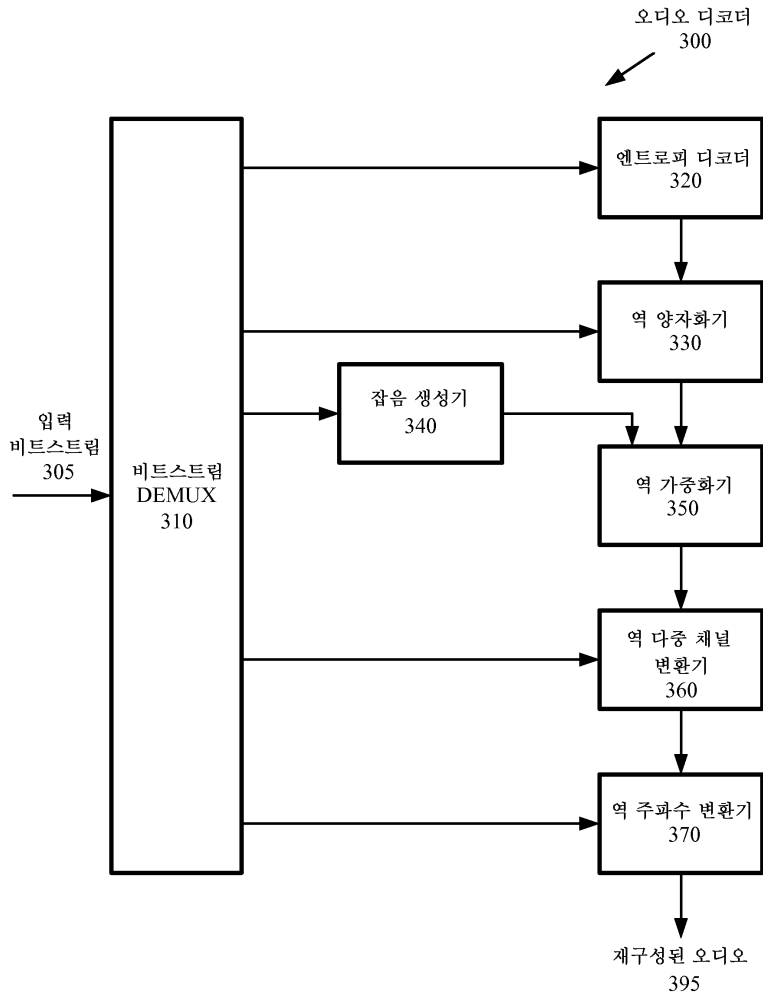 오디오 디코더
300
엔트로피 디코더
320
역 양자화기
330
잡음 생성기
340
입력
비트스트림
305
비트스트림
DEMUX
310
역 가중화기
350
역 다중 채널
변환기
360
역 주파수 변환기
370
재구성된 오디오
395